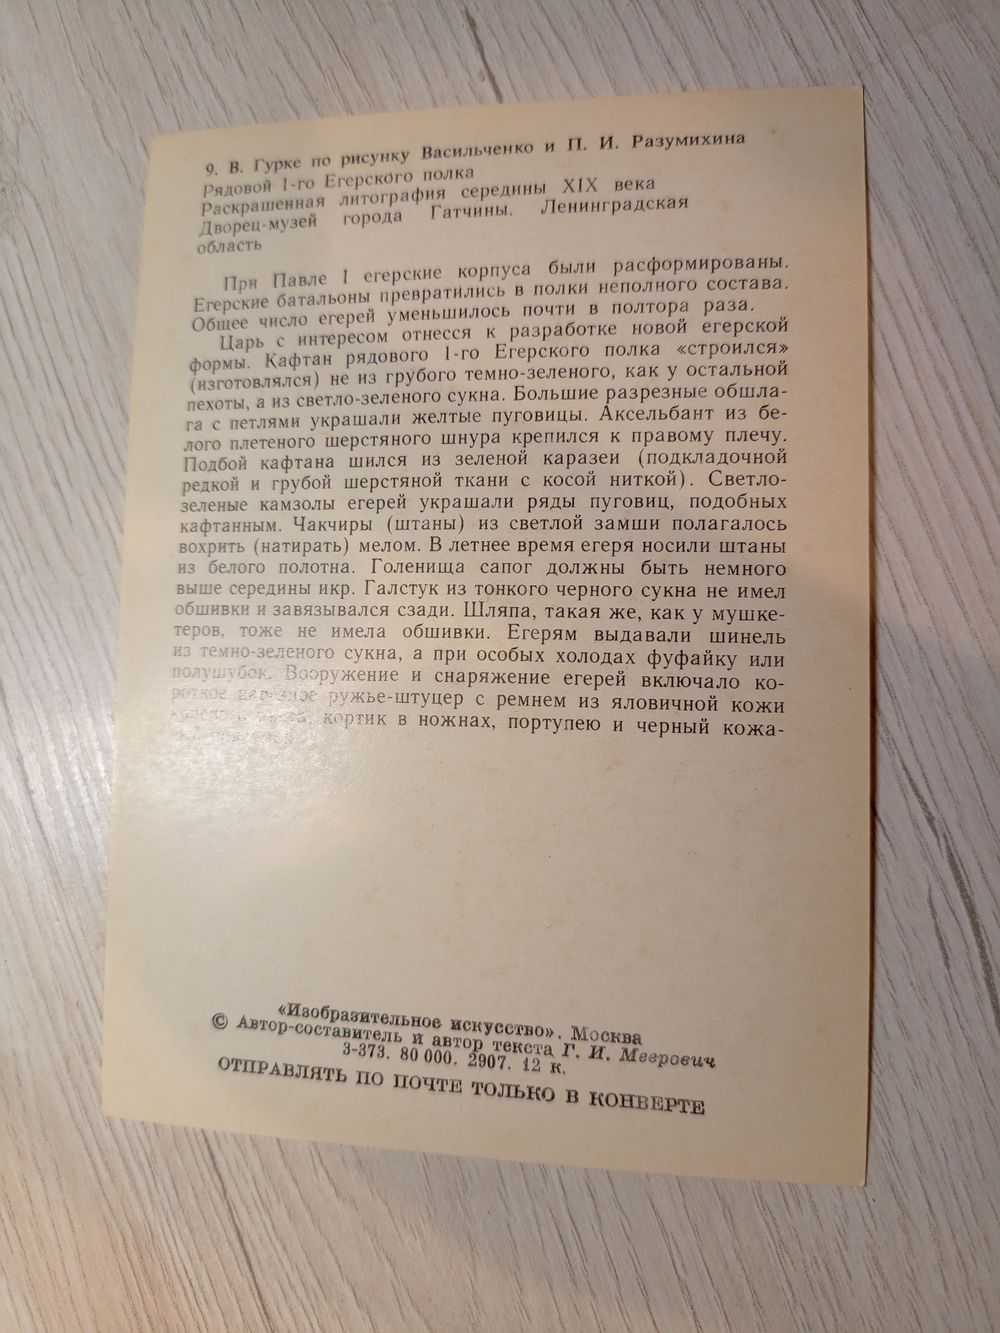 9. В. Гурке по рисунку Васильченко и П. И. Разумихина
Рядовой 1-го Егерского полка
Раскрашенная литография середины XIX века
Дворец-музей города Гатчины. Ленинградская
область
При Павле I егерские корпуса были расформированы.
Егерские батальоны превратились в полки неполного состава.
Общее число егерей уменьшилось почти в полтора раза.
Царь с интересом отнесся к разработке новой егерской
формы. Кафтан рядового 1-го Егерского полка «строился»
(изготовлялся) не из грубого темно-зеленого, как у остальной
пехоты, а из светло-зеленого сукна. Большие разрезные обшла-
га с петлями украшали желтые пуговицы. Аксельбант из бе-
лого плетеного шерстяного шнура крепился к правому плечу.
Подбой кафтана шился из зеленой каразеи (подкладочной
редкой и грубой шерстяной ткани с косой ниткой). Светло-
зеленые камзолы егерей украшали ряды пуговиц, подобных
кафтанным. Чакчиры (штаны) из светлой замши полагалось
вохрить (натирать) мелом. В летнее время егеря носили штаны
из белого полотна. Голенища сапог должны быть немного
выше середины икр. Галстук из тонкого черного сукна не имел
обшивки и завязывался сзади. Шляпа, такая же, как у мушке-
теров, тоже не имела обшивки. Егерям выдавали шинель
из темно-зеленого сукна, а при особых холодах фуфайку или
полушубок. Вооружение и снаряжение егерей включало ко-
роткое ружье-штуцер с ремнем из яловичной кожи
кортик в ножнах, портупею и черный кожа-
«Изобразительное искусство». Москва
© Автор-составитель и автор текста Г. И. Меерович
3-373. 80 000. 2907. 12 к.
ОТПРАВЛЯТЬ ПО ПОЧТЕ ТОЛЬКО В КОНВЕРТЕ